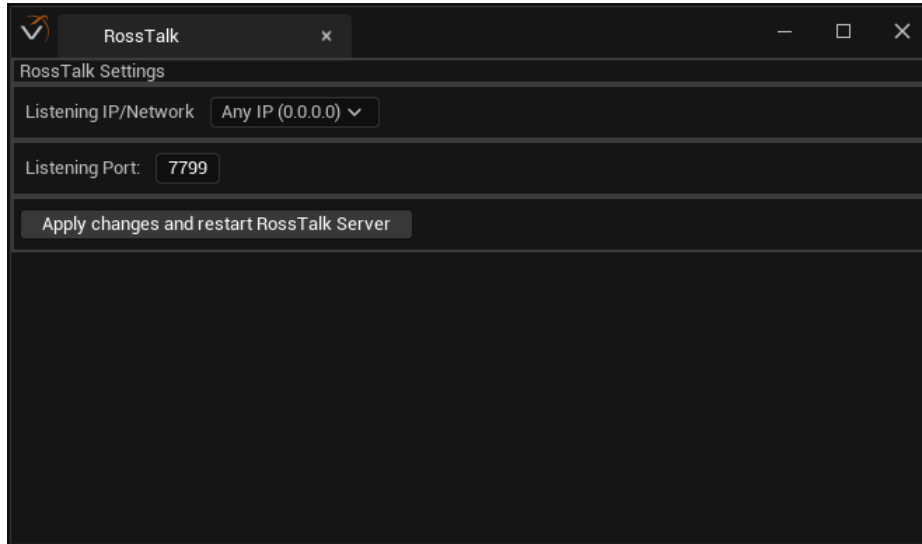 RossTalk
RossTalk Settings
Listening IP/Network Any IP (0.0.0.0)
Listening Port: 7799
Apply changes and restart RossTalk Server